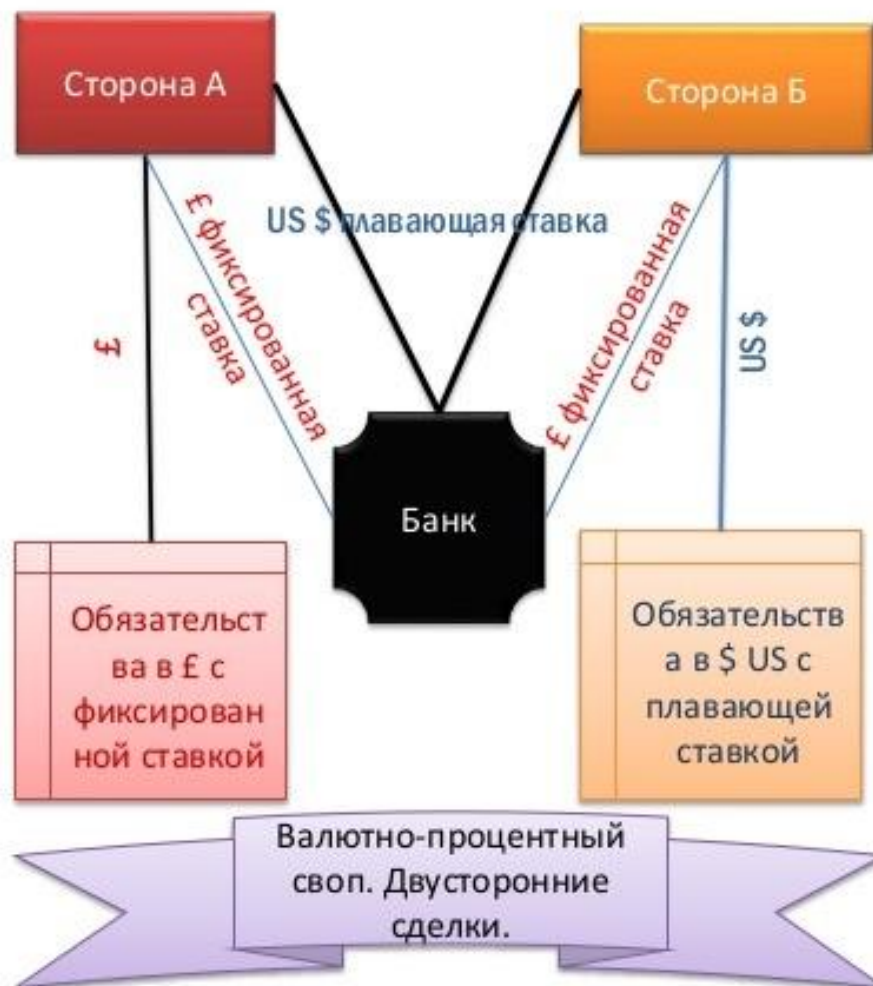 Сторона А
Сторона Б
US $ плавающая ставка
£ фиксированная
ставка
£ фиксированная
ставка
£
US $
Банк
Обязательст
ва в £ с
фиксирован
ной ставкой
Обязательств
а в $ US с
плавающей
ставкой
Валютно-процентный
своп. Двусторонние
сделки.